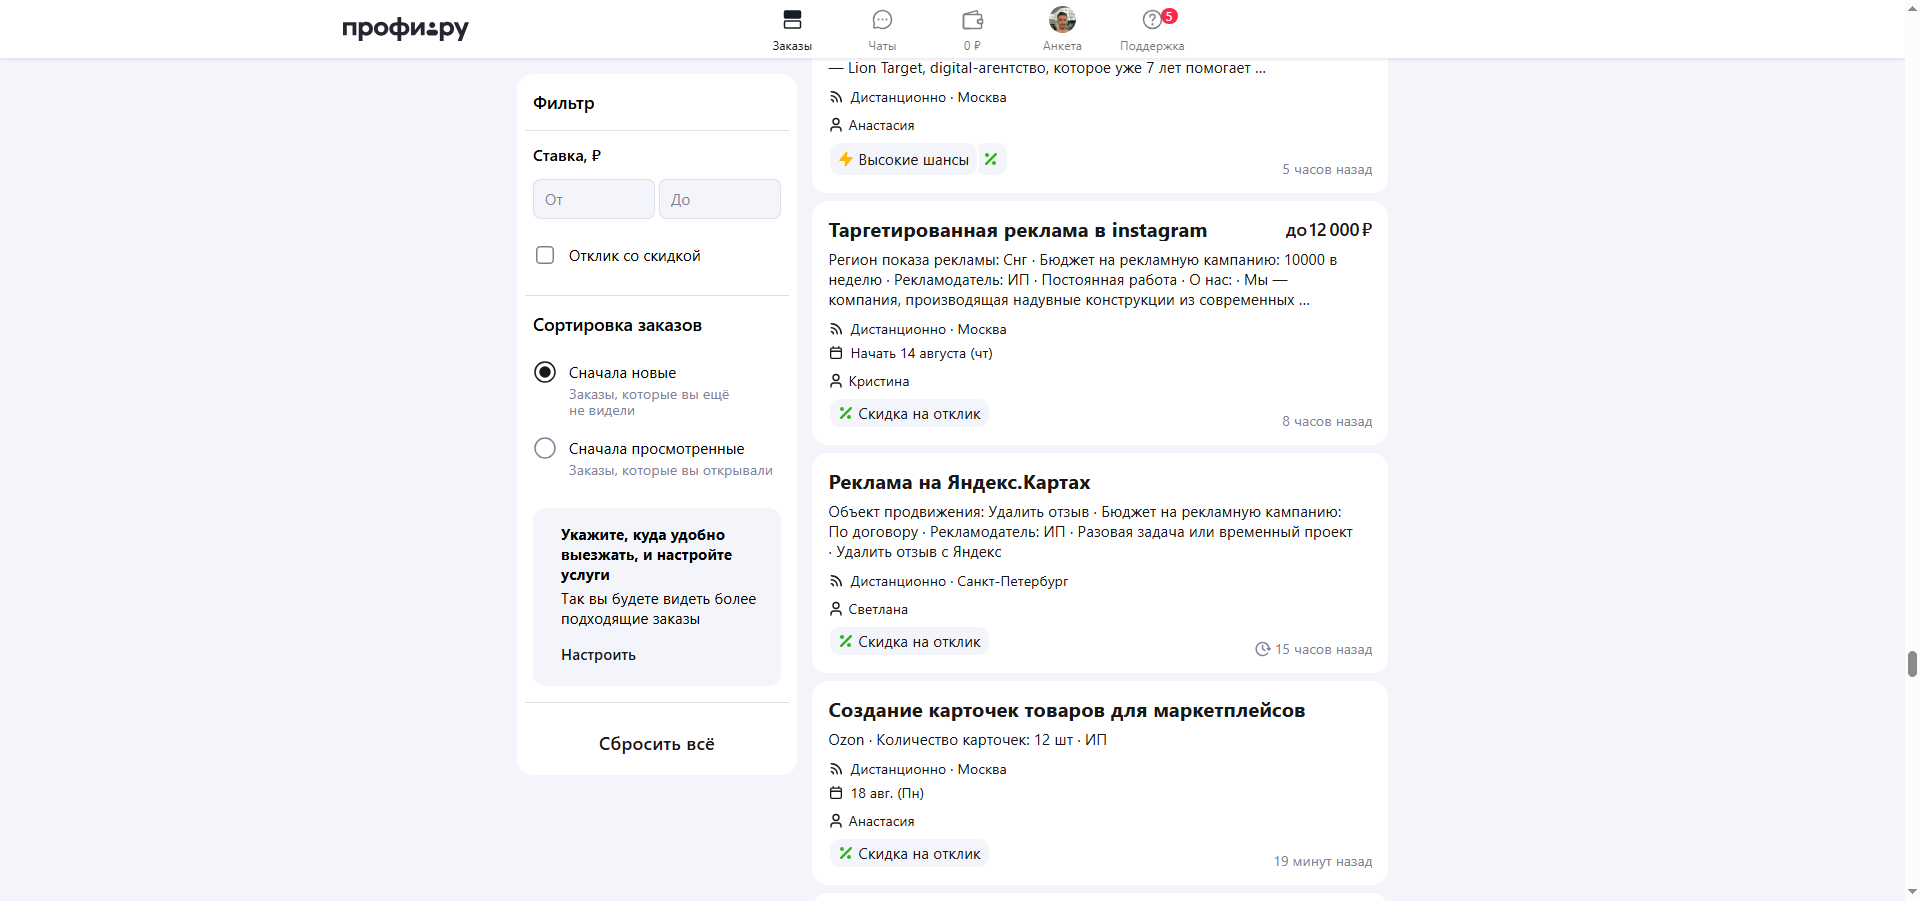 профи.ру
Заказы
Чаты
0 ₽
Анкета
5
Поддержка
Фильтр
Ставка, ₽
От
До
Отклик со скидкой
Сортировка заказов
Сначала новые
Заказы, которые вы ещё
не видели
Сначала просмотренные
Заказы, которые вы открывали
Укажите, куда удобно
выезжать, и настройте
услуги
Так вы будете видеть более
подходящие заказы
Настроить
Сбросить всё
— Lion Target, digital-агентство, которое уже 7 лет помогает ...
Дистанционно · Москва
Анастасия
Высокие шансы
5 часов назад
Таргетированная реклама в instagram
до 12 000 ₽
Регион показа рекламы: Снг · Бюджет на рекламную кампанию: 10000 в
неделю · Рекламодатель: ИП · Постоянная работа · О нас: · Мы —
компания, производящая надувные конструкции из современных ...
Дистанционно · Москва
Начать 14 августа (чт)
Кристина
Скидка на отклик
8 часов назад
Реклама на Яндекс.Картах
Объект продвижения: Удалить отзыв · Бюджет на рекламную кампанию:
По договору · Рекламодатель: ИП · Разовая задача или временный проект
· Удалить отзыв с Яндекс
Дистанционно · Санкт-Петербург
Светлана
Скидка на отклик
15 часов назад
Создание карточек товаров для маркетплейсов
Ozon · Количество карточек: 12 шт · ИП
Дистанционно · Москва
18 авг. (Пн)
Анастасия
Скидка на отклик
19 минут назад